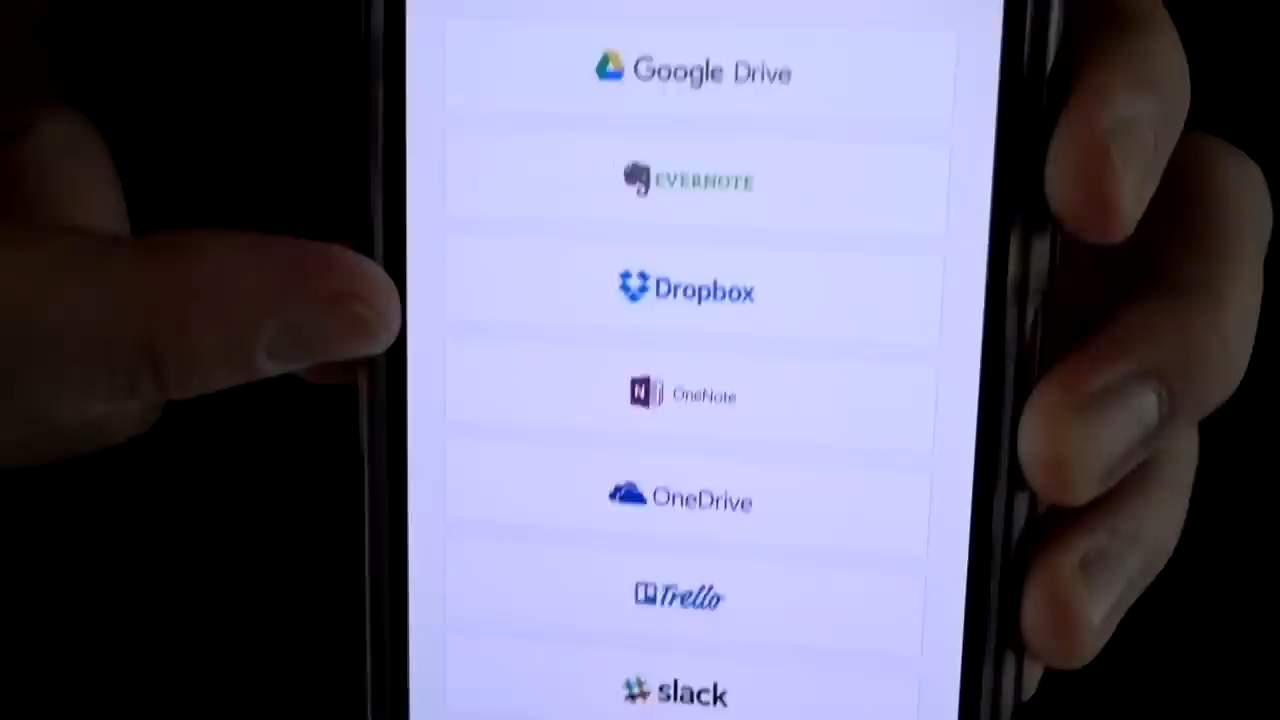 Google Drive
EVERNOTE
Dropbox
N OneNote
OneDrive
Trello
slack